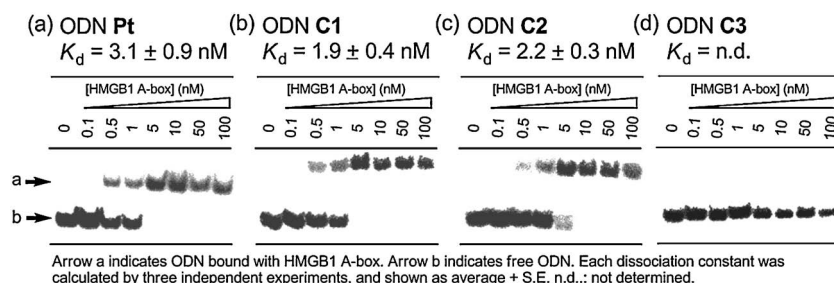 (a) ODN Pt
Kd = 3.1 ± 0.9 nM
[HMGB1 A-box] (nM)
0 0.1 0.5 1 5 10 50 100
(b) ODN C1
Kd = 1.9 ± 0.4 nM
[HMGB1 A-box] (nM)
0 0.1 0.5 1 5 10 50 100
(c) ODN C2
Kd = 2.2 ± 0.3 nM
[HMGB1 A-box] (nM)
0 0.1 0.5 1 5 10 50 100
(d) ODN C3
Kd = n.d.
[HMGB1 A-box] (nM)
0 0.1 0.5 1 5 10 50 100
a
b
Arrow a indicates ODN bound with HMGB1 A-box. Arrow b indicates free ODN. Each dissociation constant was
calculated by three independent experiments, and shown as average + S.E. n.d..: not determined.